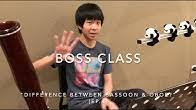 BOSS CLASS
"DIFFERENCE BETWEEN BASSOON & OBOE"